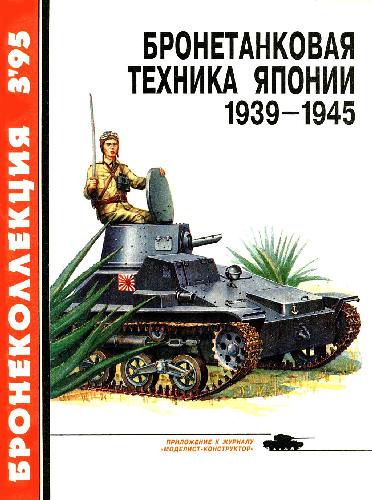 БРОНЕТАНКОВАЯ
ТЕХНИКА ЯПОНИИ
1939–1945
БРОНЕКОЛЛЕКЦИЯ 3'95
ПРИЛОЖЕНИЕ К ЖУРНАЛУ
«МОДЕЛИСТ-КОНСТРУКТОР»